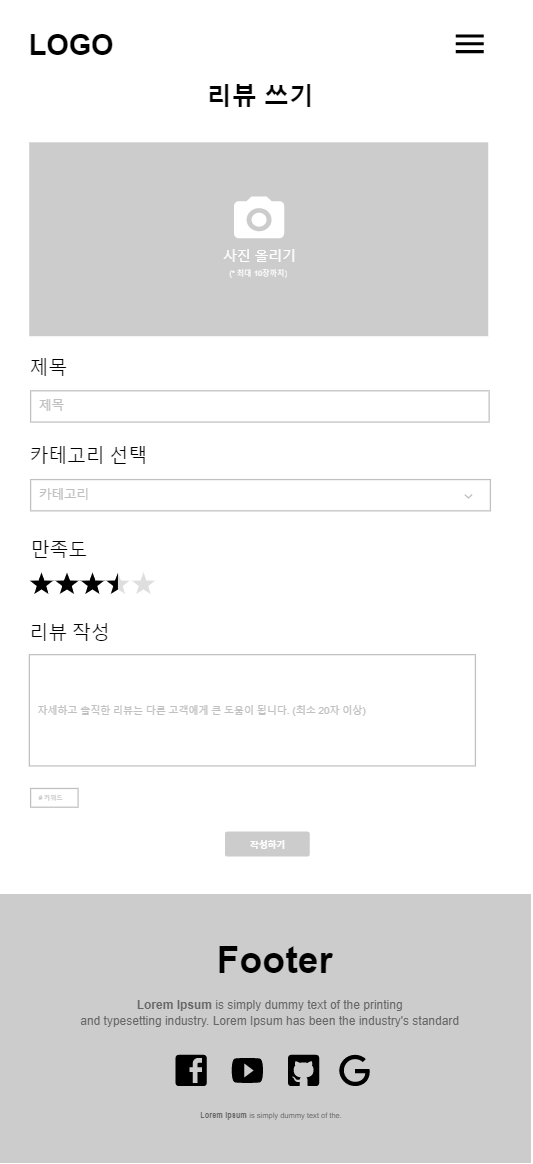 LOGO
리뷰 쓰기
사진 올리기
(* 최대 10장까지)
제목
제목
카테고리 선택
카테고리
만족도
리뷰 작성
자세하고 솔직한 리뷰는 다른 고객에게 큰 도움이 됩니다. (최소 20자 이상)
# 키워드
작성하기
Footer
Lorem Ipsum is simply dummy text of the printing
and typesetting industry. Lorem Ipsum has been the industry's standard
Lorem Ipsum is simply dummy text of the.